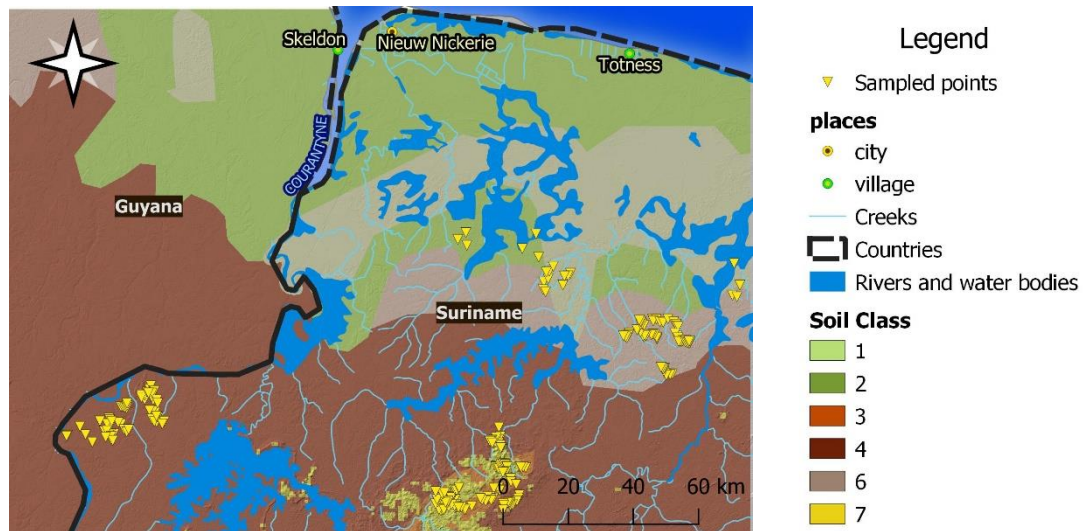 Skeldon
Nieuw Nickerie
Totness
COURANTYNE
Guyana
Suriname
0 20 40 60 km
Legend
Sampled points
places
city
village
Creeks
Countries
Rivers and water bodies
Soil Class
1
2
3
4
6
7